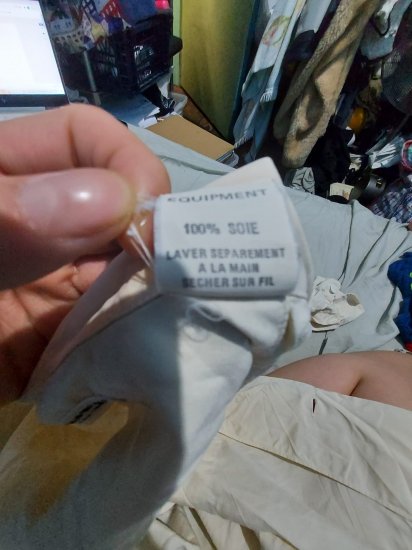 EQUIPMENT
100% SOIE
LAVER SEPAREMENT
A LA MAIN
SECHER SUR FIL